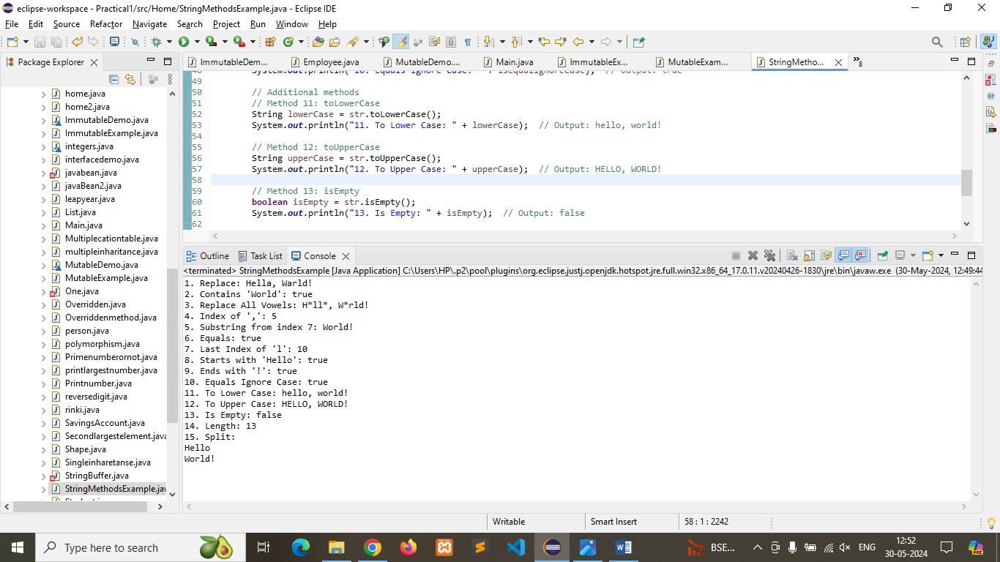 eclipse-workspace - Practical1/src/Home/StringMethodsExample.java - Eclipse IDE
File Edit Source Refactor Navigate Search Project Run Window Help
Package Explorer
ImmutableDem... Employee.java MutableDemo.... Main.java ImmutableEx... MutableExam... StringMetho... »8
home.java
home2.java
ImmutableDemo.java
ImmutableExample.java
integers.java
interfacedemo.java
javabean.java
javaBean2.java
leapyear.java
List.java
Main.java
Multiplecationtable.java
multipleinharitance.java
MutableDemo.java
MutableExample.java
One.java
Overridden.java
Overriddenmethod.java
person.java
polymorphism.java
Primenumberornot.java
printlargestnumber.java
Printnumber.java
reversedigit.java
rinki.java
SavingsAccount.java
Secondlargestelement.java
Shape.java
Singleinharetanse.java
StringBuffer.java
StringMethodsExample.jav
48 System.out.println("10. Equals Ignore Case: " + isEqualIgnoreCase); // Output: true
49
50 // Additional methods
51 // Method 11: toLowerCase
52 String lowerCase = str.toLowerCase();
53 System.out.println("11. To Lower Case: " + lowerCase); // Output: hello, world!
54
55 // Method 12: toUpperCase
56 String upperCase = str.toUpperCase();
57 System.out.println("12. To Upper Case: " + upperCase); // Output: HELLO, WORLD!
58
59 // Method 13: isEmpty
60 boolean isEmpty = str.isEmpty();
61 System.out.println("13. Is Empty: " + isEmpty); // Output: false
62
Outline Task List Console
<terminated> StringMethodsExample [Java Application] C:\Users\HP\.p2\pool\plugins\org.eclipse.justj.openjdk.hotspot.jre.full.win32.x86_64_17.0.11.v20240426-1830\jre\bin\javaw.exe (30-May-2024, 12:49:44
1. Replace: Hella, Warld!
2. Contains 'World': true
3. Replace All Vowels: H*ll*, W*rld!
4. Index of ',': 5
5. Substring from index 7: World!
6. Equals: true
7. Last Index of 'l': 10
8. Starts with 'Hello': true
9. Ends with '!': true
10. Equals Ignore Case: true
11. To Lower Case: hello, world!
12. To Upper Case: HELLO, WORLD!
13. Is Empty: false
14. Length: 13
15. Split:
Hello
World!
Writable Smart Insert 58 : 1 : 2242
Type here to search
BSE... ENG 12:52
30-05-2024
PRE